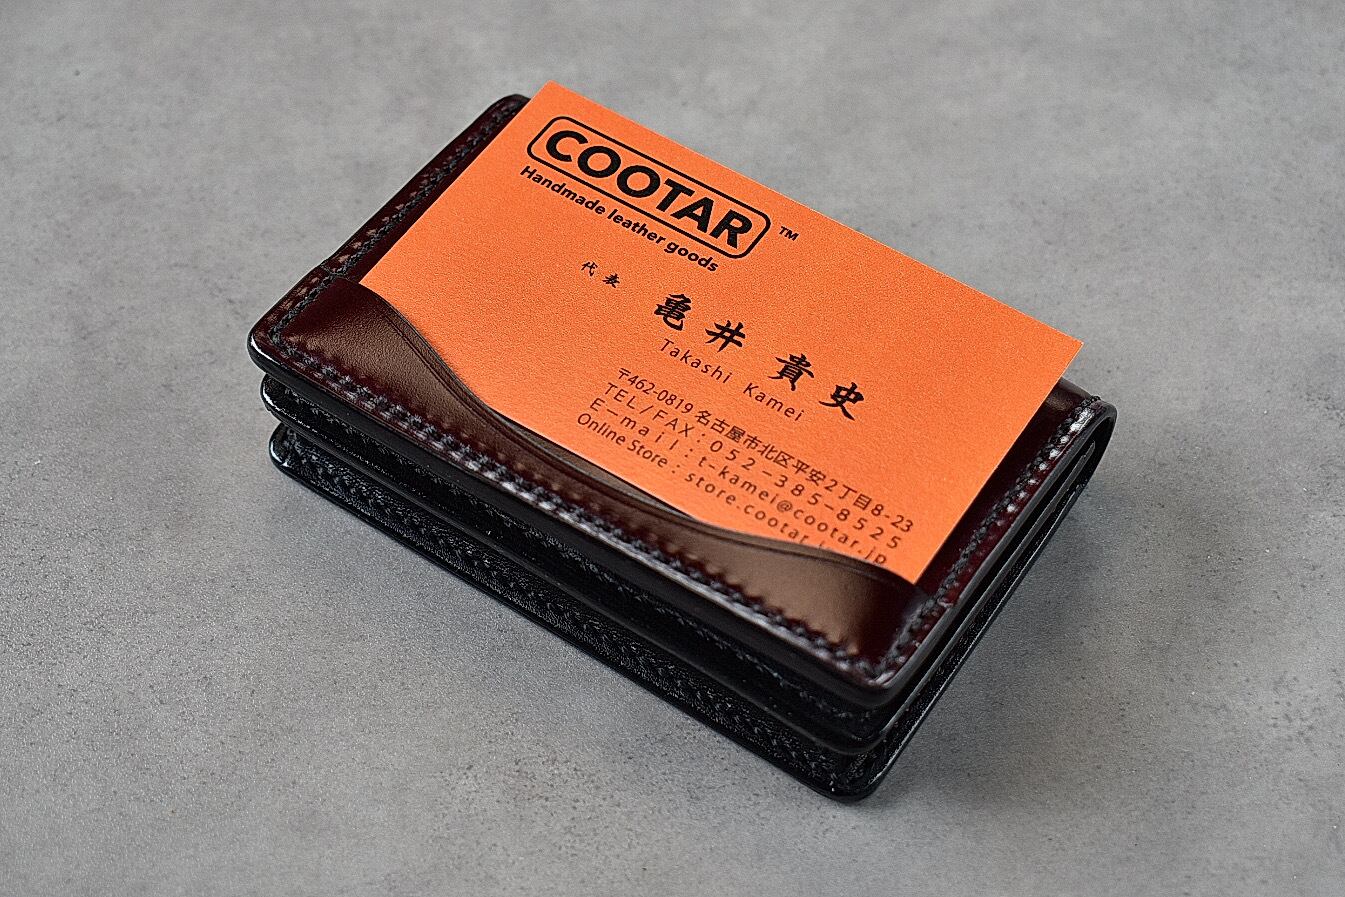 COOTAR™
Handmade leather goods
代表
亀井 貴史
Takashi Kamei
〒462-0819 名古屋市北区平安2丁目8-23
TEL/FAX：052-385-8525
E-mail：t-kamei@cootar.jp
Online Store：store.cootar.jp